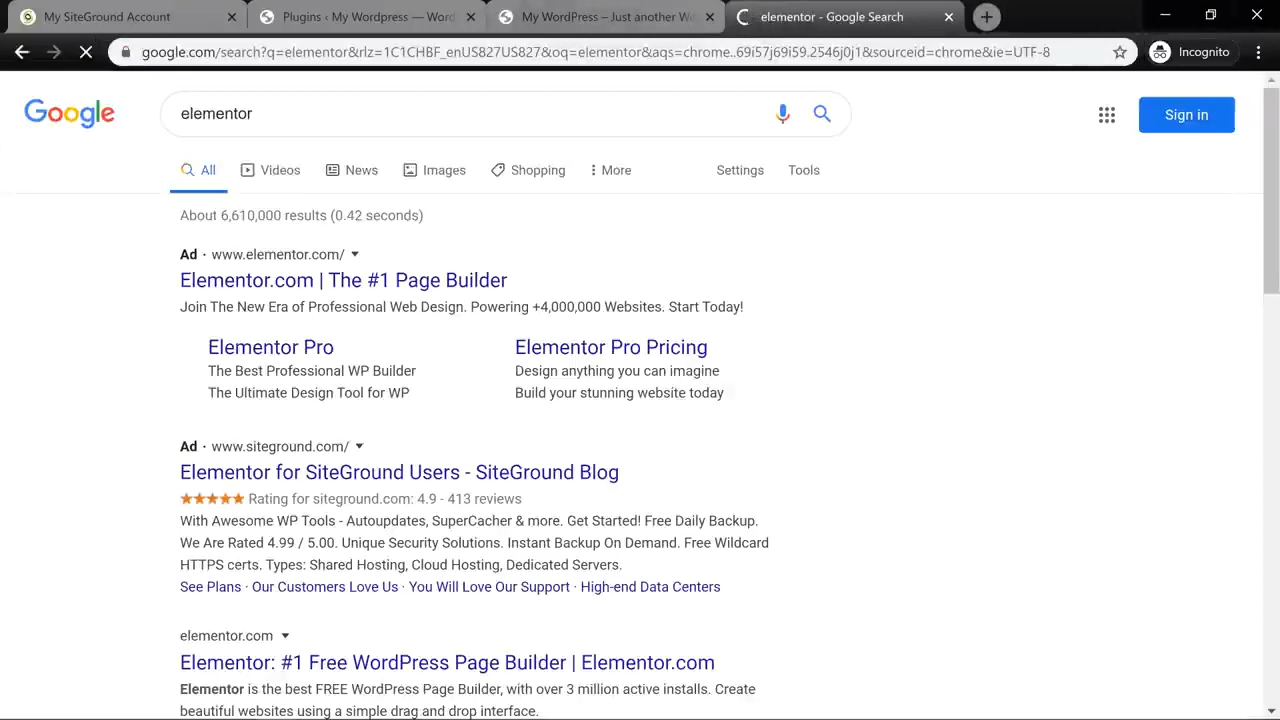 My SiteGround Account
Plugins ‹ My Wordpress — Word
My WordPress – Just another Wo
elementor - Google Search
google.com/search?q=elementor&rlz=1C1CHBF_enUS827US827&oq=elementor&aqs=chrome..69i57j69i59.2546j0j1&sourceid=chrome&ie=UTF-8
Incognito
Google
elementor
Sign in
All
Videos
News
Images
Shopping
More
Settings
Tools
About 6,610,000 results (0.42 seconds)
Ad · www.elementor.com/
Elementor.com | The #1 Page Builder
Join The New Era of Professional Web Design. Powering +4,000,000 Websites. Start Today!
Elementor Pro
The Best Professional WP Builder
The Ultimate Design Tool for WP
Elementor Pro Pricing
Design anything you can imagine
Build your stunning website today
Ad · www.siteground.com/
Elementor for SiteGround Users - SiteGround Blog
★★★★★ Rating for siteground.com: 4.9 - 413 reviews
With Awesome WP Tools - Autoupdates, SuperCacher & more. Get Started! Free Daily Backup.
We Are Rated 4.99 / 5.00. Unique Security Solutions. Instant Backup On Demand. Free Wildcard
HTTPS certs. Types: Shared Hosting, Cloud Hosting, Dedicated Servers.
See Plans · Our Customers Love Us · You Will Love Our Support · High-end Data Centers
elementor.com
Elementor: #1 Free WordPress Page Builder | Elementor.com
Elementor is the best FREE WordPress Page Builder, with over 3 million active installs. Create
beautiful websites using a simple drag and drop interface.